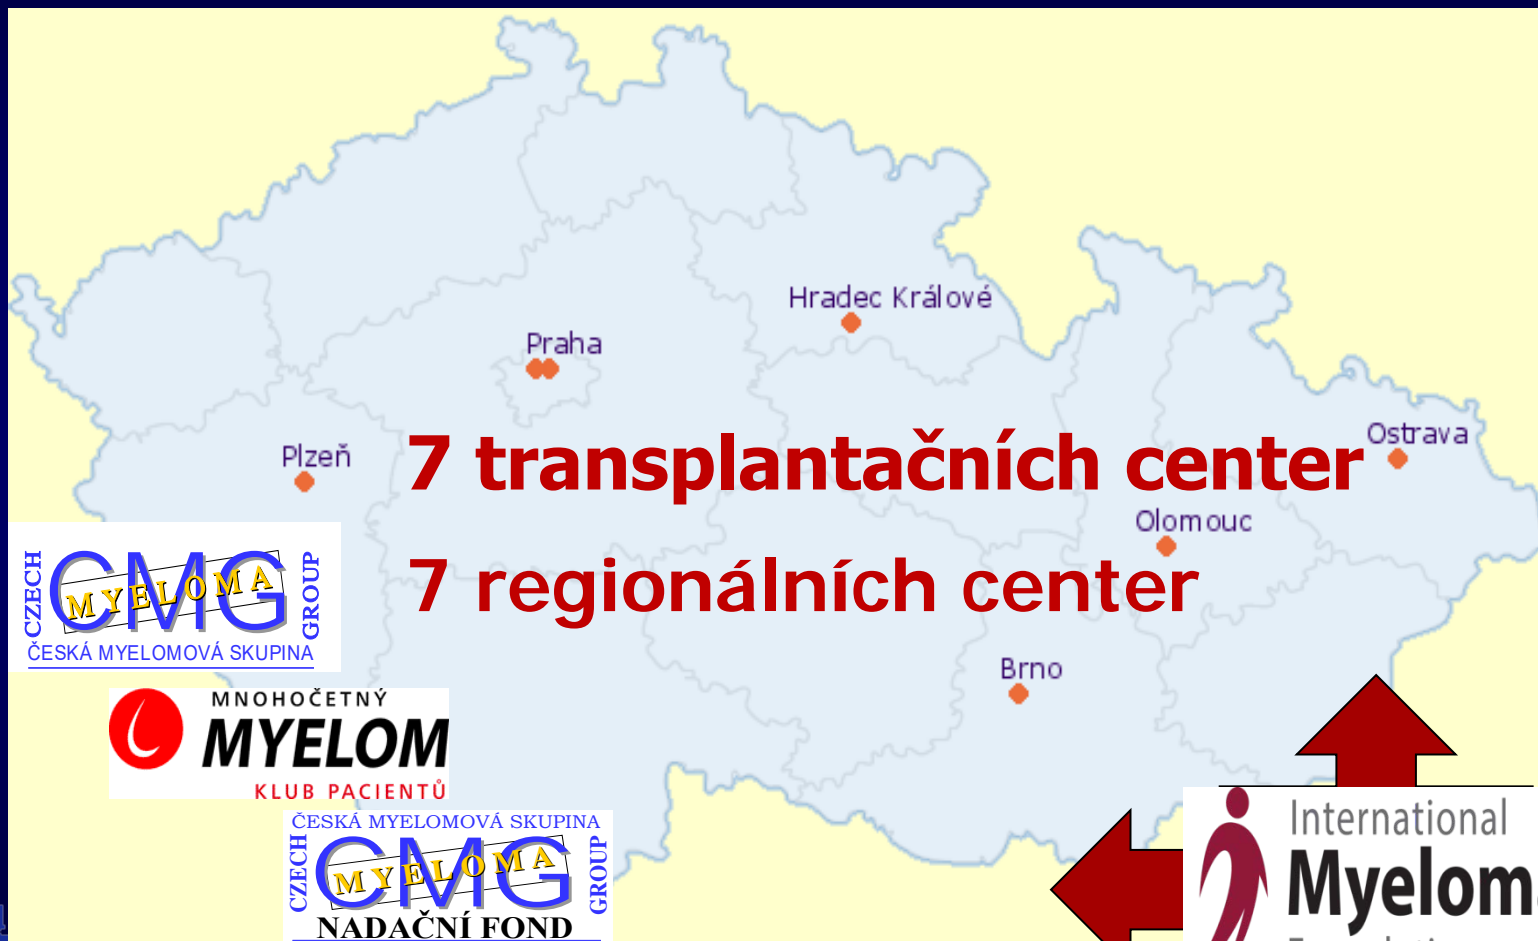 Hradec Králové
Praha
Ostrava
Plzeň
7 transplantačních center
Olomouc
7 regionálních center
CZECH
CMG
MYELOMA
GROUP
ČESKÁ MYELOMOVÁ SKUPINA
Brno
MNOHOČETNÝ
MYELOM
KLUB PACIENTŮ
ČESKÁ MYELOMOVÁ SKUPINA
CZECH
CMG
MYELOMA
GROUP
NADAČNÍ FOND
International
Myeloma